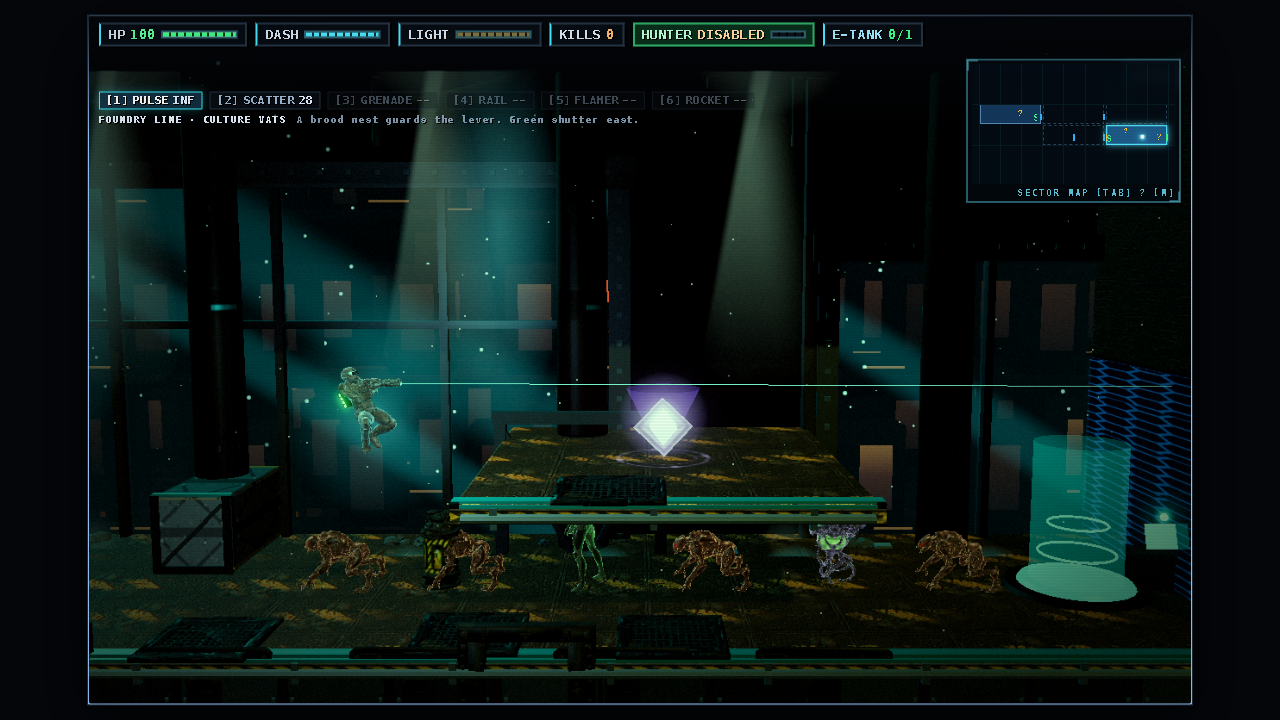 HP 100 DASH LIGHT KILLS 0 HUNTER DISABLED E-TANK 0/1
[1] PULSE INF [2] SCATTER 28 [3] GRENADE -- [4] RAIL -- [5] FLAMER -- [6] ROCKET --
FOUNDRY LINE · CULTURE VATS A brood nest guards the lever. Green shutter east.
? S
S ? ?
SECTOR MAP [TAB] ? [M]